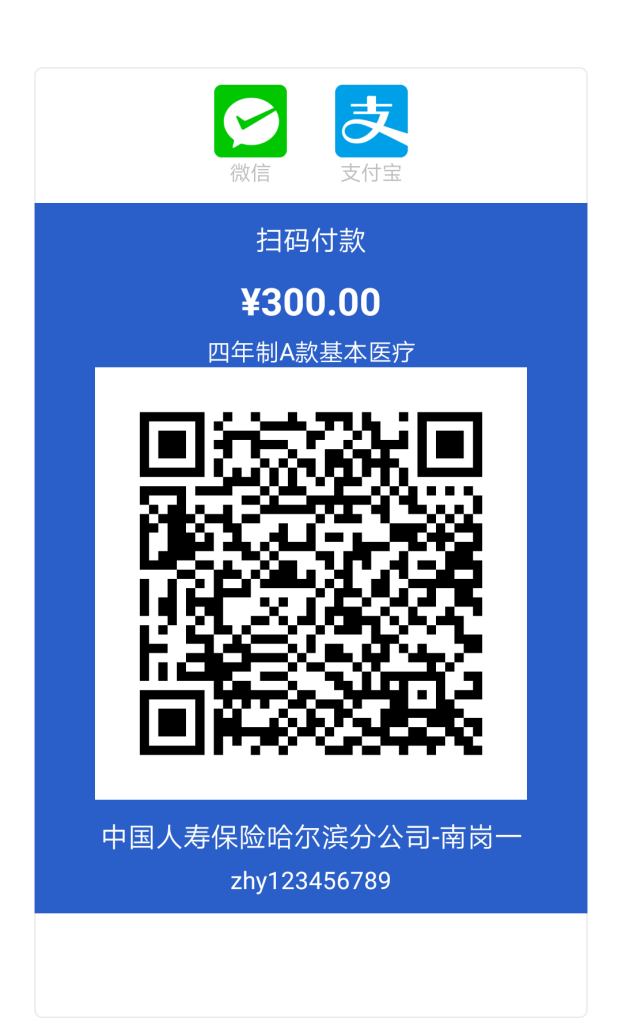 微信 支付宝
扫码付款
¥300.00
四年制A款基本医疗
中国人寿保险哈尔滨分公司-南岗一
zhy123456789